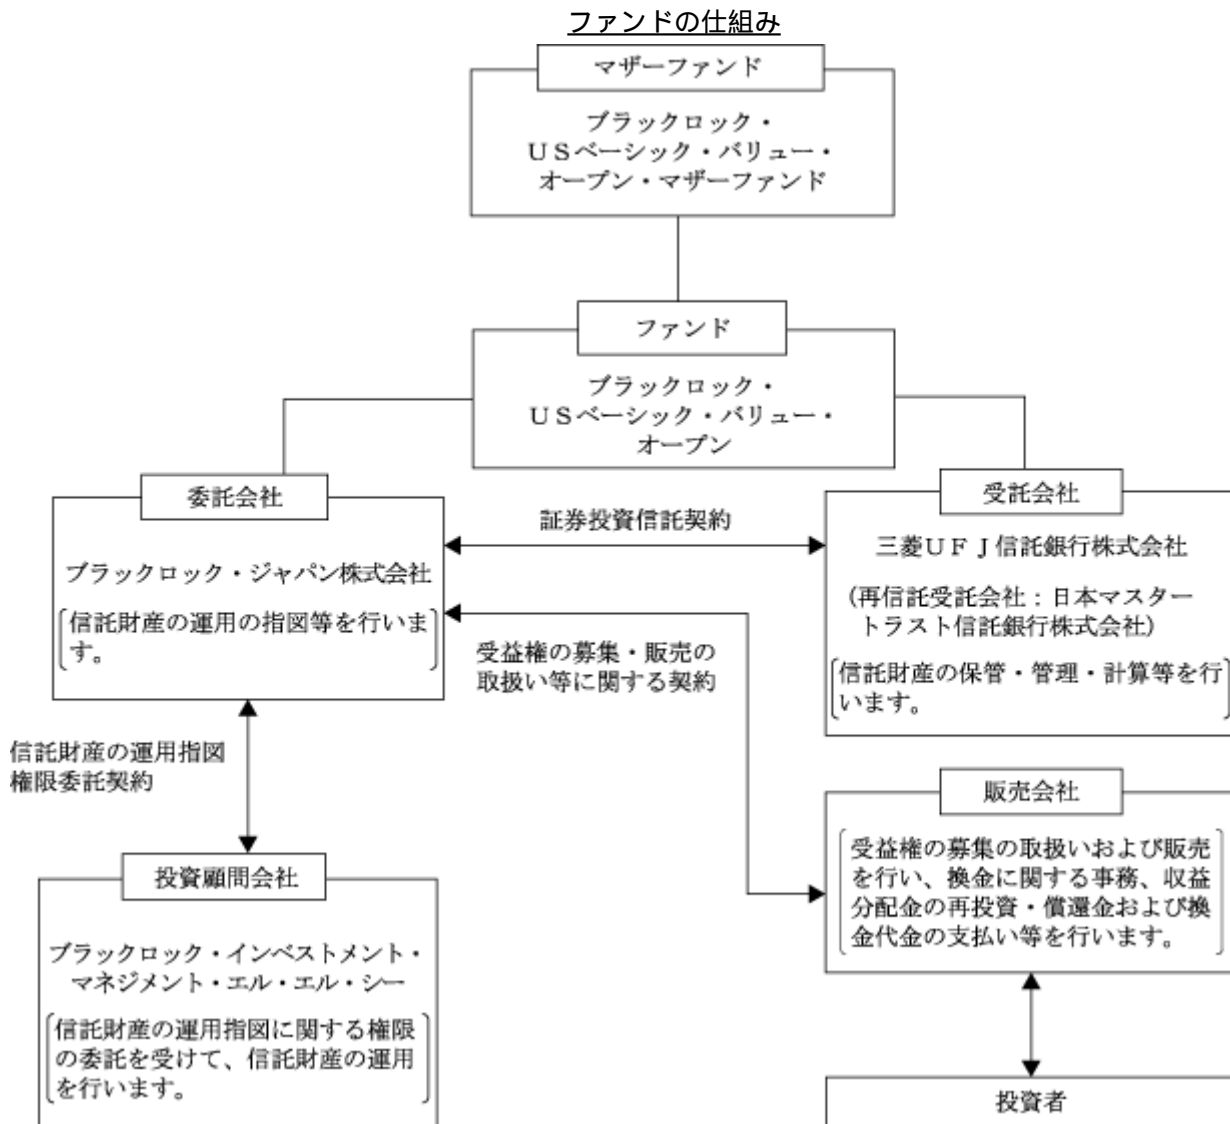 ファンドの仕組み
マザーファンド
ブラックロック・
ＵＳベーシック・バリュー・
オープン・マザーファンド
ファンド
ブラックロック・
ＵＳベーシック・バリュー・
オープン
委託会社
ブラックロック・ジャパン株式会社
信託財産の運用の指図等を行いま
す。
証券投資信託契約
受益権の募集・販売の
取扱い等に関する契約
受託会社
三菱ＵＦＪ信託銀行株式会社
（再信託受託会社：日本マスター
トラスト信託銀行株式会社）
信託財産の保管・管理・計算等を行
います。
信託財産の運用指図
権限委託契約
販売会社
受益権の募集の取扱いおよび販売
を行い、換金に関する事務、収益
分配金の再投資・償還金および換
金代金の支払い等を行います。
投資顧問会社
ブラックロック・インベストメント・
マネジメント・エル・エル・シー
信託財産の運用指図に関する権限
の委託を受けて、信託財産の運用
を行います。
投資者